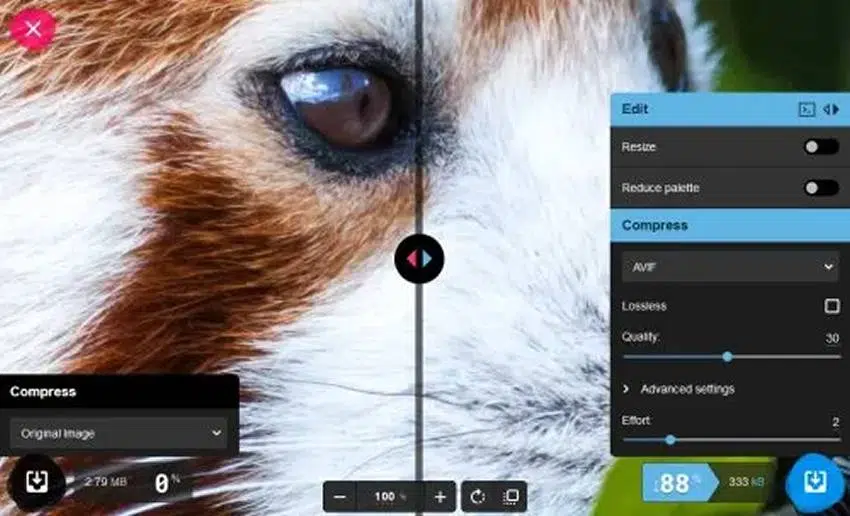 Edit
Resize
Reduce palette
Compress
AVIF
Lossless
Quality: 30
Advanced settings
Effort: 2
Compress
Original Image
2.79 MB 0%
100 %
↓88% 333 kB